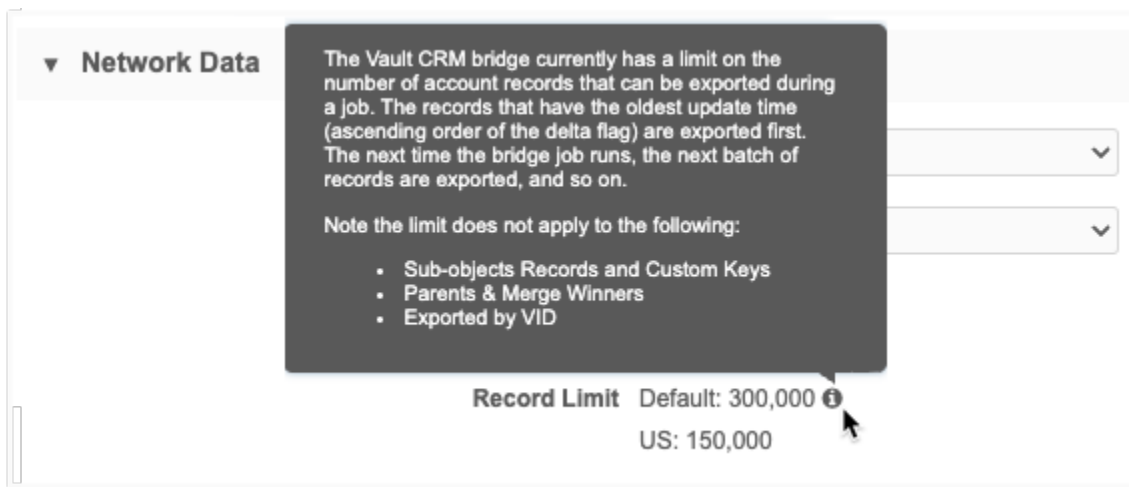 Network Data
The Vault CRM bridge currently has a limit on the
number of account records that can be exported during
a job. The records that have the oldest update time
(ascending order of the delta flag) are exported first.
The next time the bridge job runs, the next batch of
records are exported, and so on.
Note the limit does not apply to the following:
• Sub-objects Records and Custom Keys
• Parents & Merge Winners
• Exported by VID
Record Limit Default: 300,000
US: 150,000